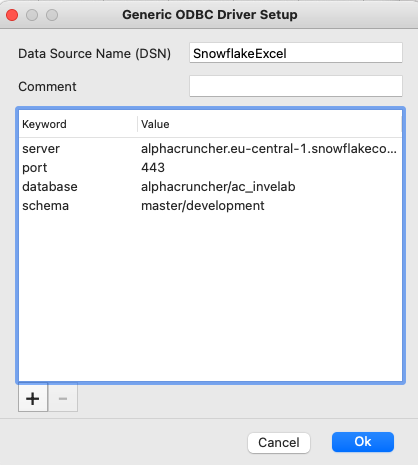 Generic ODBC Driver Setup
Data Source Name (DSN) SnowflakeExcel
Comment
Keyword Value
server alphacruncher.eu-central-1.snowflakeco...
port 443
database alphacruncher/ac_invelab
schema master/development
+ −
Cancel Ok